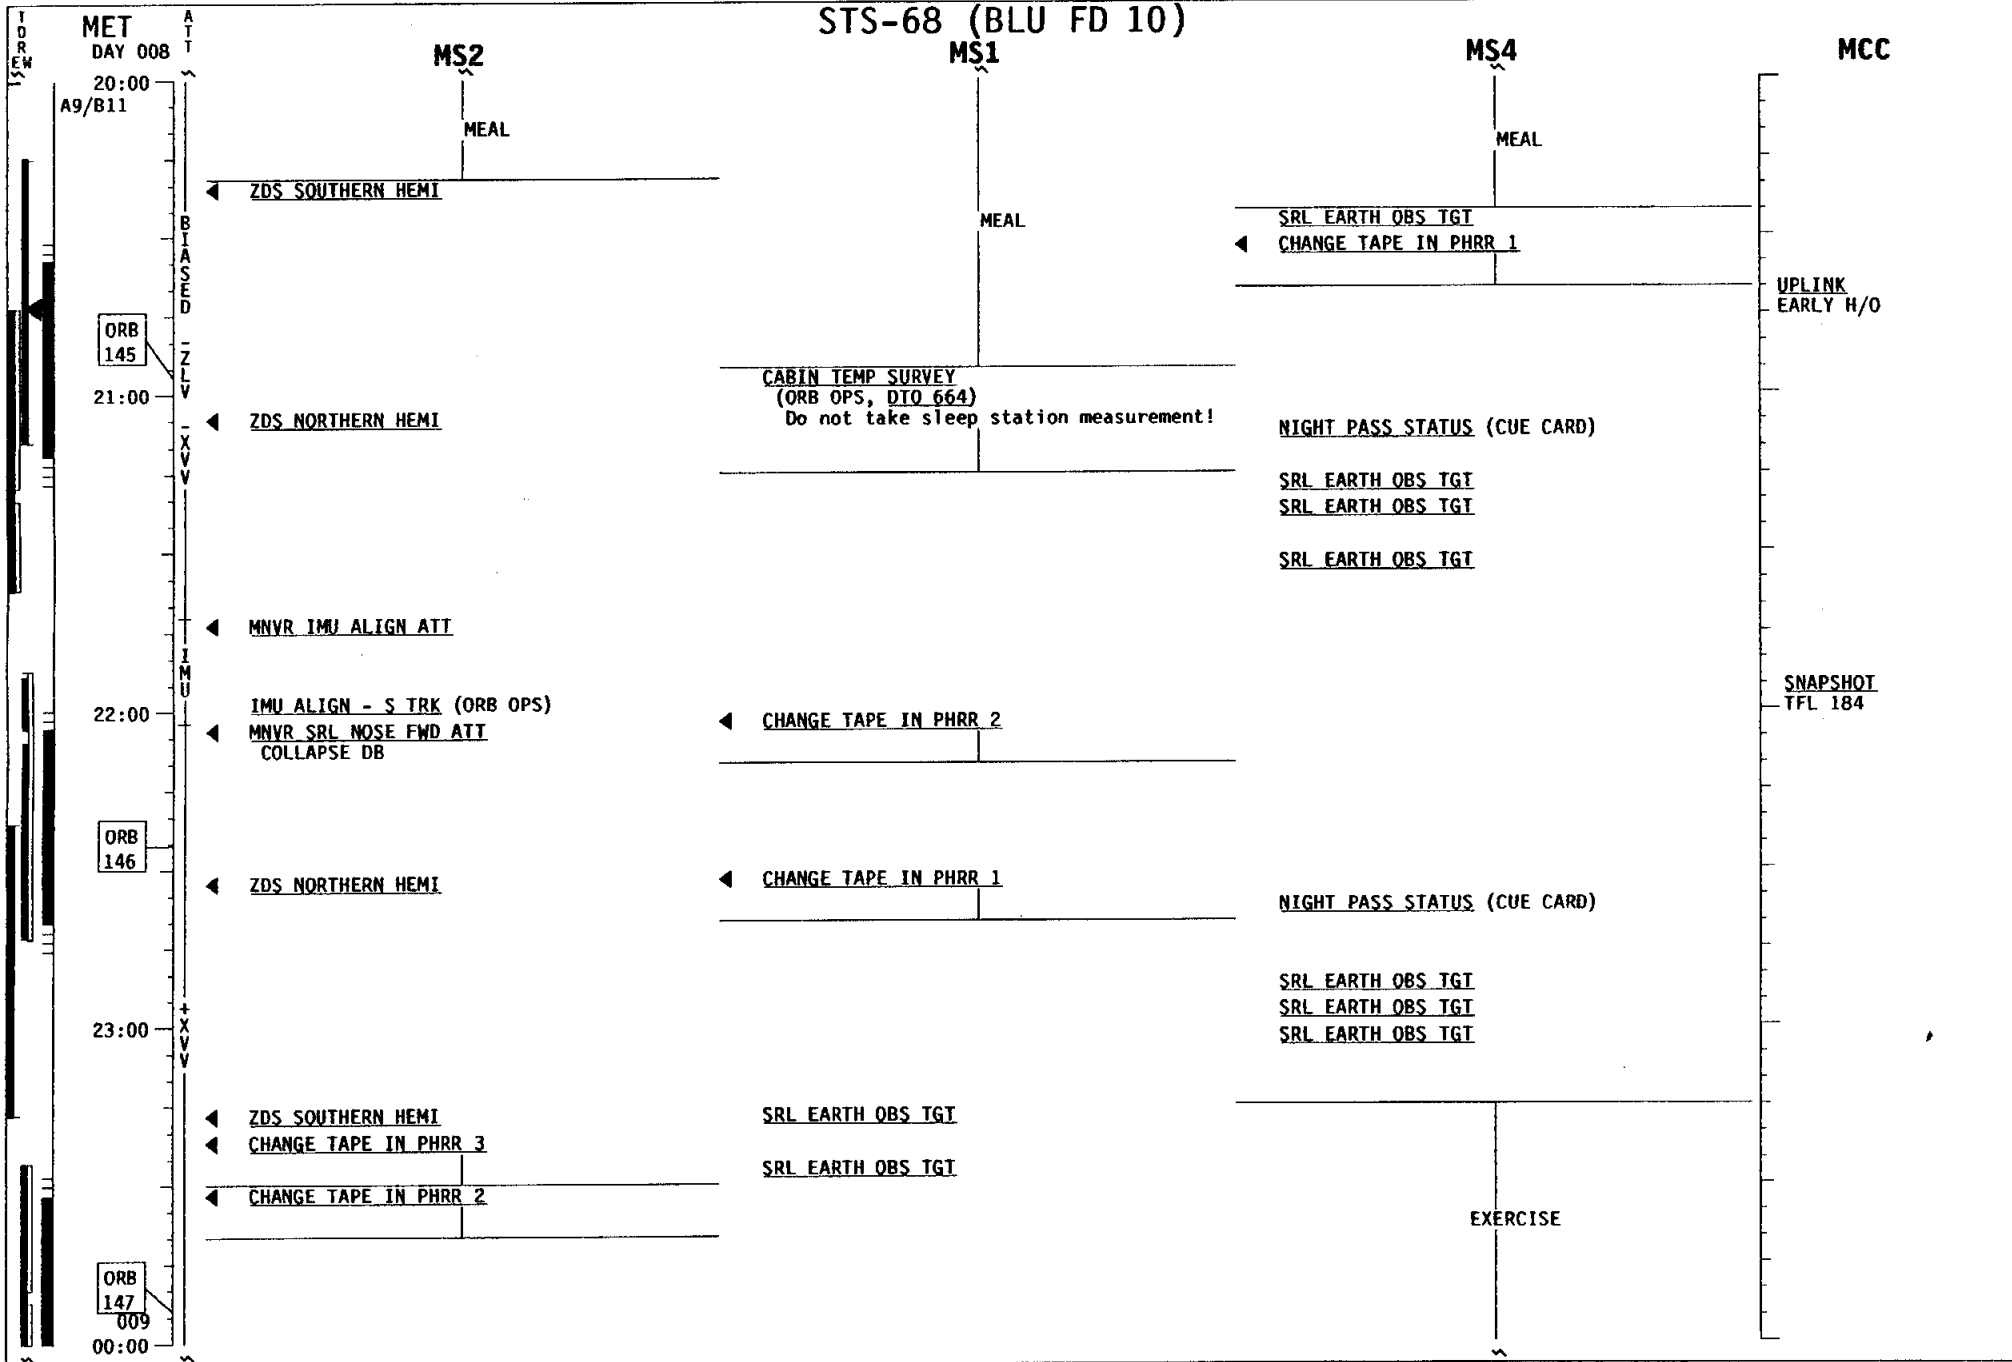 STS-68 (BLU FD 10)
TDREW
MET
DAY 008
ATT
MS2
MS1
MS4
MCC
20:00
A9/B11
MEAL
MEAL
ZDS SOUTHERN HEMI
MEAL
SRL EARTH OBS TGT
CHANGE TAPE IN PHRR 1
BIASED -ZLV -XVV
UPLINK
EARLY H/O
ORB
145
21:00
CABIN TEMP SURVEY
(ORB OPS, DTO 664)
Do not take sleep station measurement!
ZDS NORTHERN HEMI
NIGHT PASS STATUS (CUE CARD)
SRL EARTH OBS TGT
SRL EARTH OBS TGT
SRL EARTH OBS TGT
MNVR IMU ALIGN ATT
IMU
SNAPSHOT
TFL 184
IMU ALIGN - S TRK (ORB OPS)
22:00
CHANGE TAPE IN PHRR 2
MNVR SRL NOSE FWD ATT
COLLAPSE DB
ORB
146
ZDS NORTHERN HEMI
CHANGE TAPE IN PHRR 1
NIGHT PASS STATUS (CUE CARD)
SRL EARTH OBS TGT
SRL EARTH OBS TGT
SRL EARTH OBS TGT
+XVV
23:00
ZDS SOUTHERN HEMI
SRL EARTH OBS TGT
CHANGE TAPE IN PHRR 3
SRL EARTH OBS TGT
CHANGE TAPE IN PHRR 2
EXERCISE
ORB
147
009
00:00